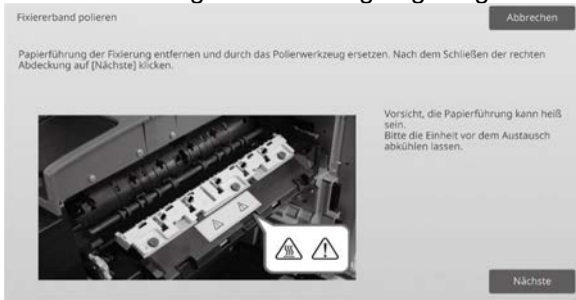 Fixiererband polieren
Abbrechen
Papierführung der Fixierung entfernen und durch das Polierwerkzeug ersetzen. Nach dem Schließen der rechten
Abdeckung auf [Nächste] klicken.
Vorsicht, die Papierführung kann heiß
sein.
Bitte die Einheit vor dem Austausch
abkühlen lassen.
Nächste